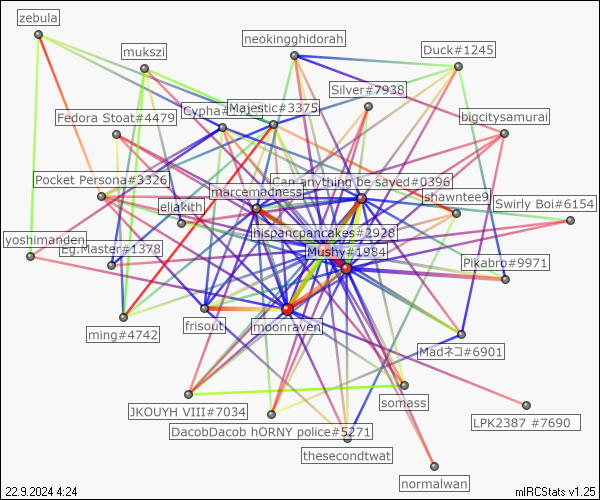 zebula
neokingghidorah
mukszi
Duck#1245
Silver#7938
Majestic#3375
Cypha#
Fedora Stoat#4479
bigcitysamurai
Pocket Persona#3326
Can anything be saved#0396
marcemadness
shawntee9
eliakith
Swirly Boi#6154
hispancpancakes#2928
yoshimanden
Eg.Master#1378
Mushy#1984
Pikabro#9971
ming#4742
frisout
moonraven
Madネコ#6901
JKOUYH VIII#7034
somass
LPK2387 #7690
DacobDacob hORNY police#5271
thesecondtwat
normalwan
22.9.2024 4:24
mIRCStats v1.25